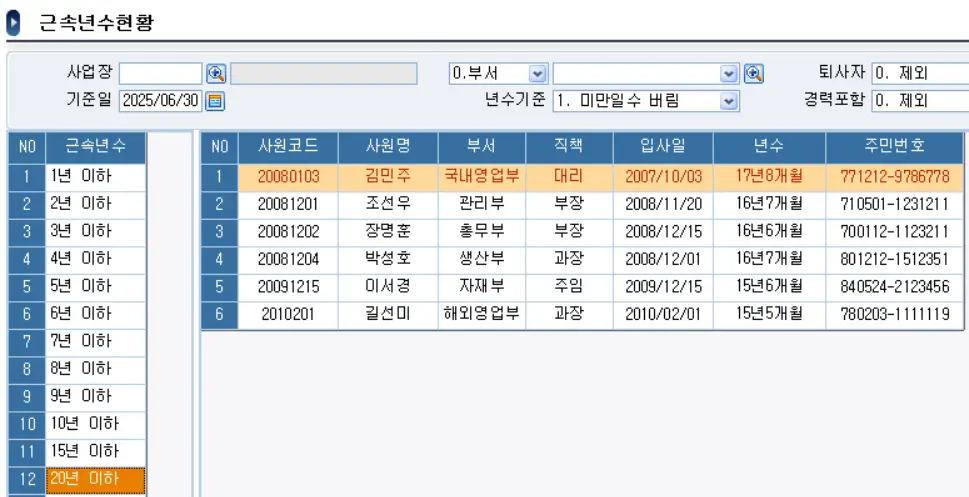 근속년수현황
사업장 0.부서 퇴사자 0. 제외
기준일 2025/06/30 년수기준 1. 미만일수 버림 경력포함 0. 제외
NO 근속년수
1 1년 이하
2 2년 이하
3 3년 이하
4 4년 이하
5 5년 이하
6 6년 이하
7 7년 이하
8 8년 이하
9 9년 이하
10 10년 이하
11 15년 이하
12 20년 이하
NO 사원코드 사원명 부서 직책 입사일 년수 주민번호
1 20080103 김민주 국내영업부 대리 2007/10/03 17년8개월 771212-9786778
2 20081201 조선우 관리부 부장 2008/11/20 16년7개월 710501-1231211
3 20081202 장명훈 총무부 부장 2008/12/15 16년6개월 700112-1123211
4 20081204 박성호 생산부 과장 2008/12/01 16년7개월 801212-1512351
5 20091215 이서경 자재부 주임 2009/12/15 15년6개월 840524-2123456
6 2010201 길선미 해외영업부 과장 2010/02/01 15년5개월 780203-1111119